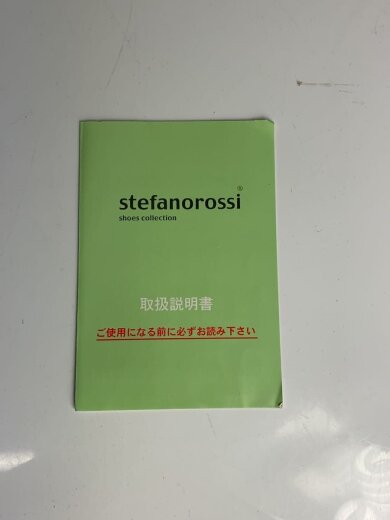 stefanorossi®
shoes collection
取扱説明書
ご使用になる前に必ずお読み下さい